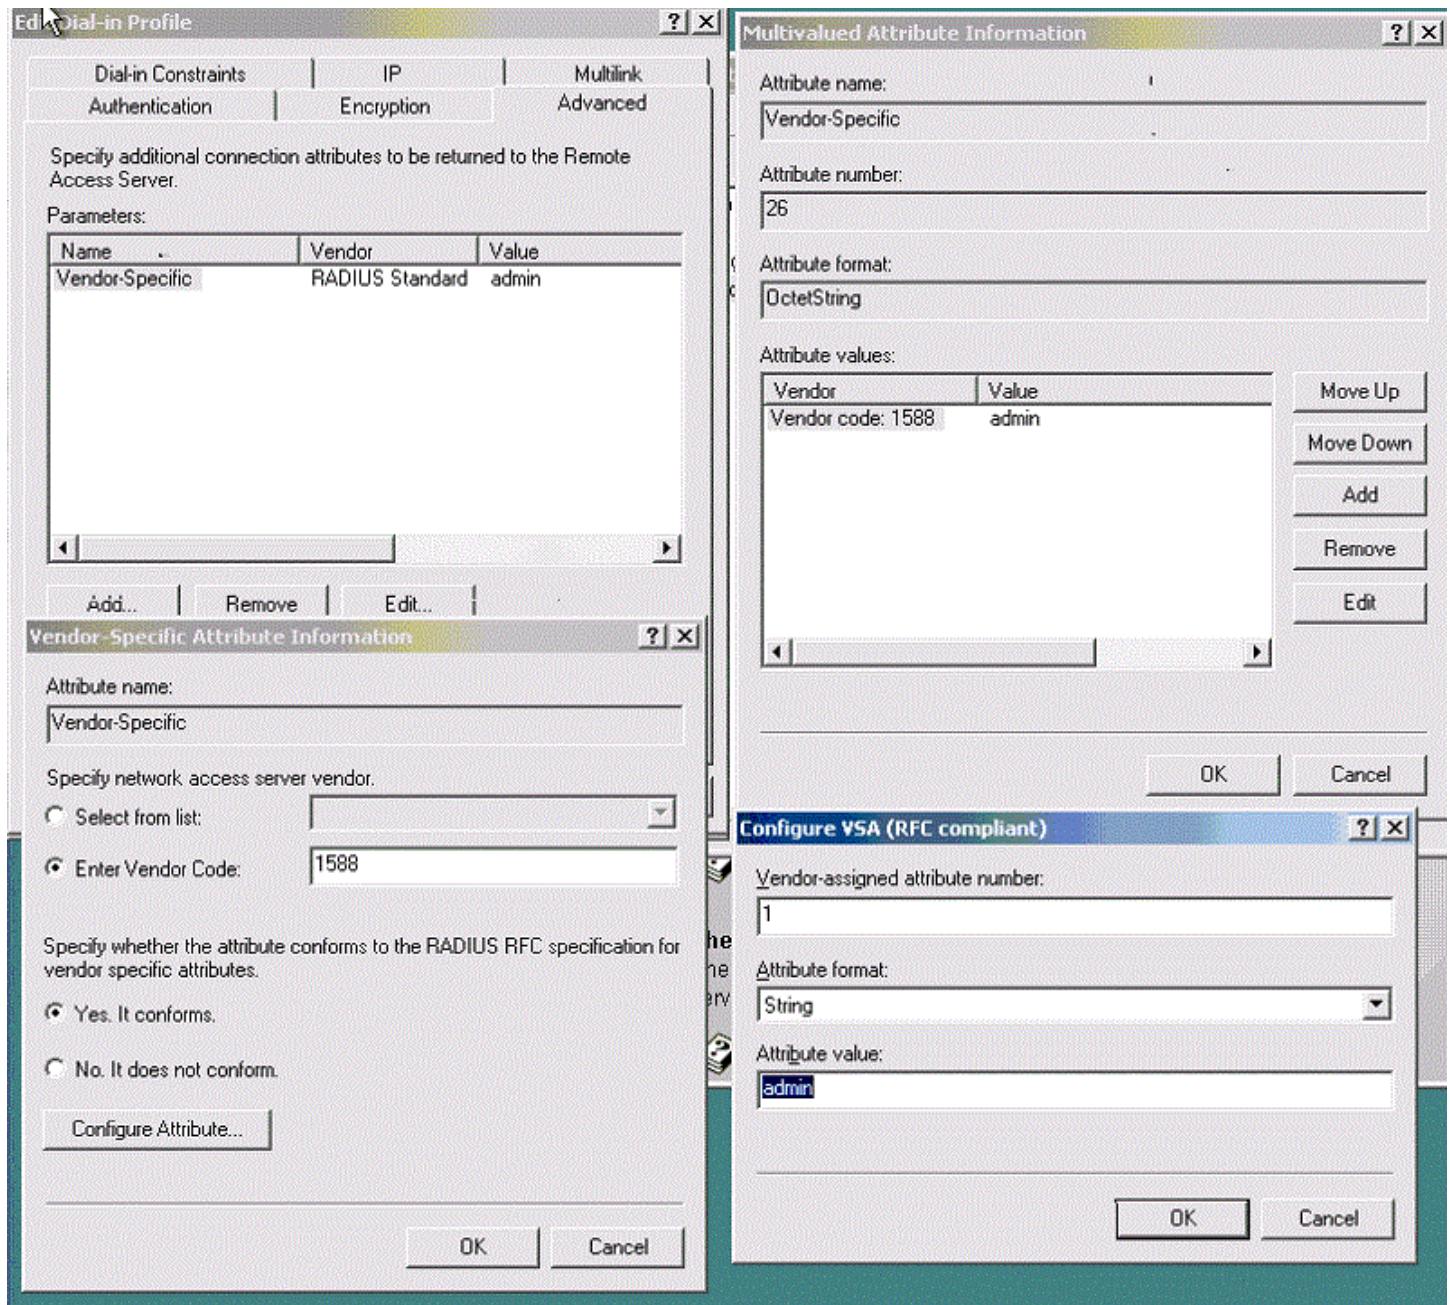 Edit Dial-in Profile
Dial-in Constraints IP Multilink
Authentication Encryption Advanced
Specify additional connection attributes to be returned to the Remote
Access Server.
Parameters:
Name Vendor Value
Vendor-Specific RADIUS Standard admin
Add... Remove Edit...
Multivalued Attribute Information
Attribute name:
Vendor-Specific
Attribute number:
26
Attribute format:
OctetString
Attribute values:
Vendor Value
Vendor code: 1588 admin
Move Up
Move Down
Add
Remove
Edit
OK Cancel
Vendor-Specific Attribute Information
Attribute name:
Vendor-Specific
Specify network access server vendor.
Select from list:
Enter Vendor Code: 1588
Specify whether the attribute conforms to the RADIUS RFC specification for
vendor specific attributes.
Yes. It conforms.
No. It does not conform.
Configure Attribute...
OK Cancel
he
ne
erv
Configure VSA (RFC compliant)
Vendor-assigned attribute number:
1
Attribute format:
String
Attribute value:
admin
OK Cancel